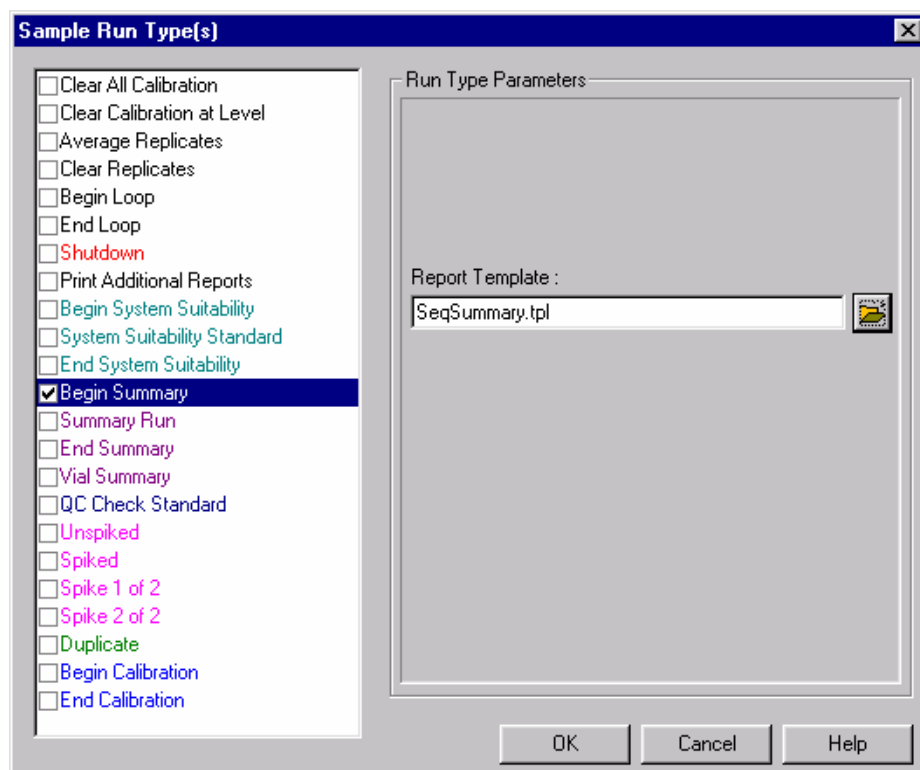 Sample Run Type(s)
Clear All Calibration
Clear Calibration at Level
Average Replicates
Clear Replicates
Begin Loop
End Loop
Shutdown
Print Additional Reports
Begin System Suitability
System Suitability Standard
End System Suitability
Begin Summary
Summary Run
End Summary
Vial Summary
QC Check Standard
Unspiked
Spiked
Spike 1 of 2
Spike 2 of 2
Duplicate
Begin Calibration
End Calibration
Run Type Parameters
Report Template :
SeqSummary.tpl
OK Cancel Help